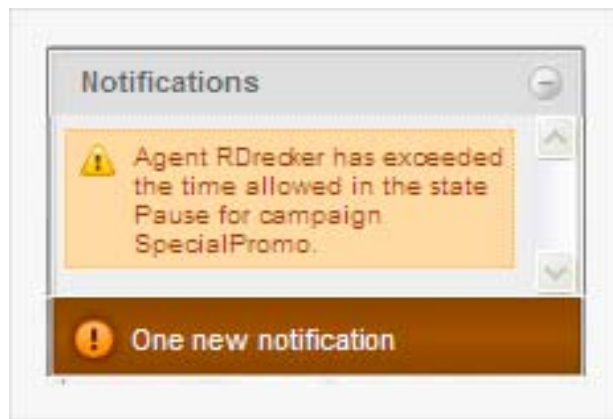 Notifications
Agent RDrecker has exceeded
the time allowed in the state
Pause for campaign
SpecialPromo.
One new notification